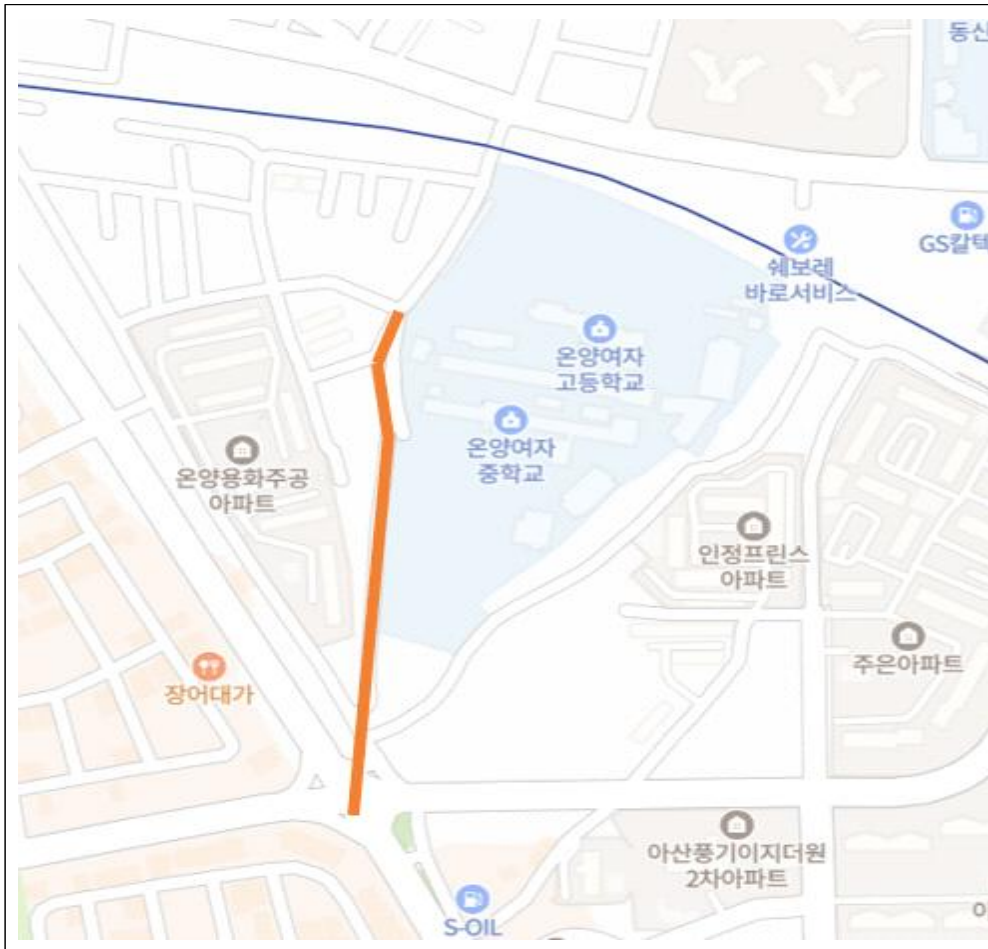 동산
GS칼텍
쉐보레
바로서비스
온양여자
고등학교
온양여자
중학교
온양용화주공
아파트
인정프린스
아파트
주은아파트
장어대가
아산풍기이지더원
2차아파트
S-OIL